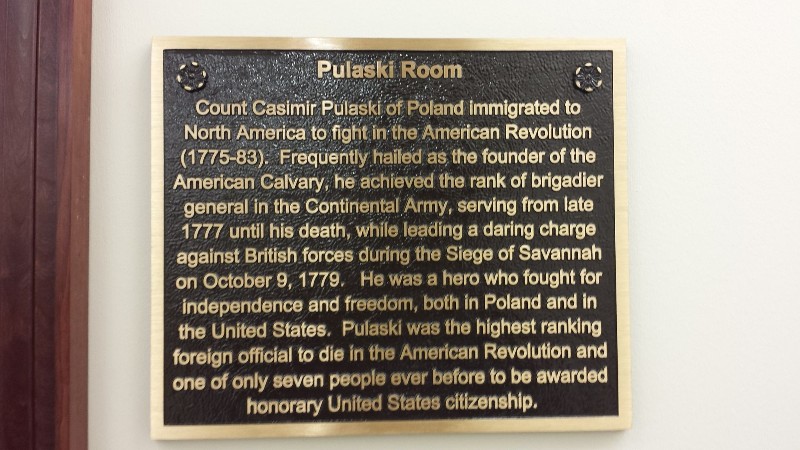 Pulaski Room
Count Casimir Pulaski of Poland immigrated to
North America to fight in the American Revolution
(1775-83). Frequently hailed as the founder of the
American Calvary, he achieved the rank of brigadier
general in the Continental Army, serving from late
1777 until his death, while leading a daring charge
against British forces during the Siege of Savannah
on October 9, 1779. He was a hero who fought for
independence and freedom, both in Poland and in
the United States. Pulaski was the highest ranking
foreign official to die in the American Revolution and
one of only seven people ever before to be awarded
honorary United States citizenship.